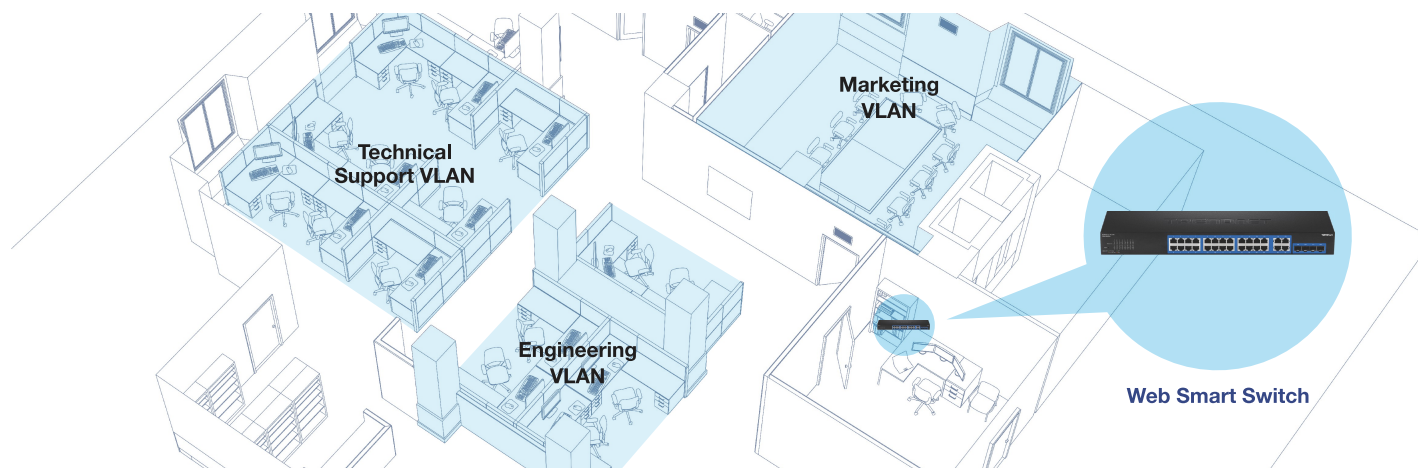 Technical
Support VLAN
Marketing
VLAN
Engineering
VLAN
Web Smart Switch